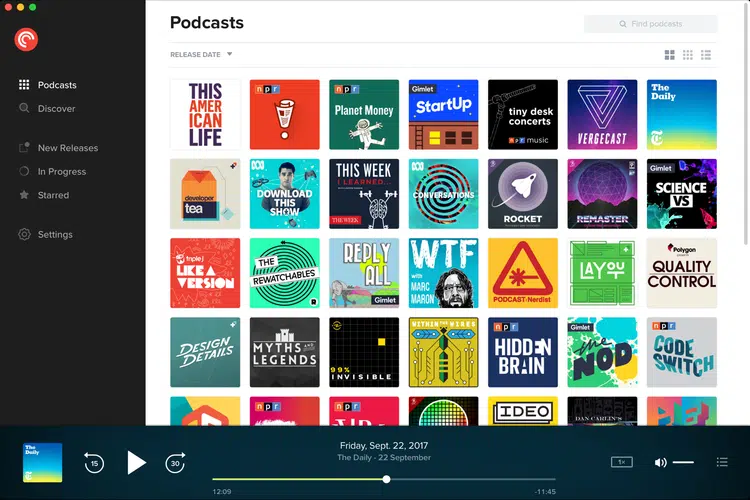 Podcasts
Find podcasts
RELEASE DATE
Podcasts
Discover
New Releases
In Progress
Starred
Settings
THIS
AMER
ICAN
LIFE
npr
npr
Planet Money
Gimlet
StartUp
tiny desk
concerts
npr music
VERGECAST
The
Daily
T
developer
tea
ABC
DOWNLOAD
THIS
SHOW
THIS WEEK
I LEARNED...
THE WEEK
ABC
CONVERSATIONS
ROCKET
REMASTER
Gimlet
SCIENCE
VS
triple j
LIKE A
VERSION
THE
REWATCHABLES
REPLY
ALL
Gimlet
WTF
with
MARC
MARON
PODCAST-Nerdist
LAYOUT
Polygon
QUALITY
CONTROL
DESIGN
DETAILS
MYTHS AND
LEGENDS
99%
INVISIBLE
WITHIN THE WIRES
npr
HIDDEN
BRAIN
Gimlet
the
NOD
npr
CODE
SWITCH
npr
npr
IDEO
DAN CARLIN'S
The
Daily
T
15
30
Friday, Sept. 22, 2017
The Daily - 22 September
12:09
-11:45
1x